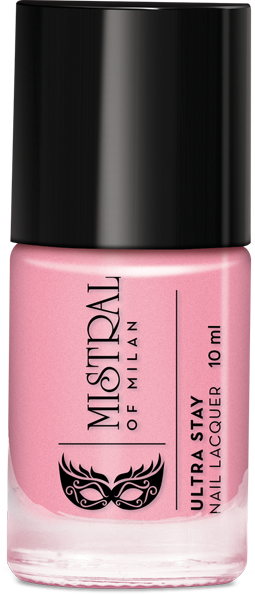 MISTRAL
OF MILAN
ULTRA STAY
NAIL LACQUER 10 ml